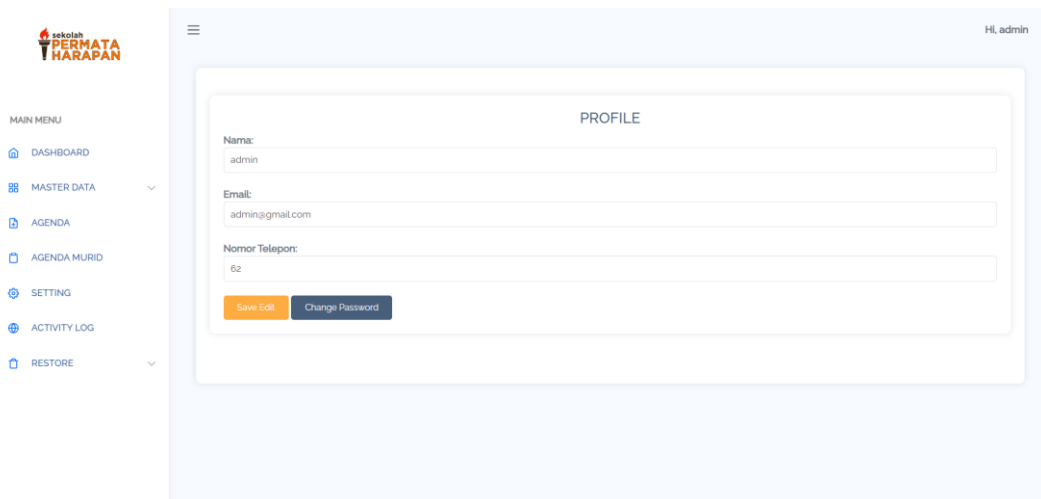 sekolah
PERMATA
HARAPAN
Hi, admin
MAIN MENU
DASHBOARD
MASTER DATA
AGENDA
AGENDA MURID
SETTING
ACTIVITY LOG
RESTORE
PROFILE
Nama:
admin
Email:
admin@gmail.com
Nomor Telepon:
62
Save Edit Change Password